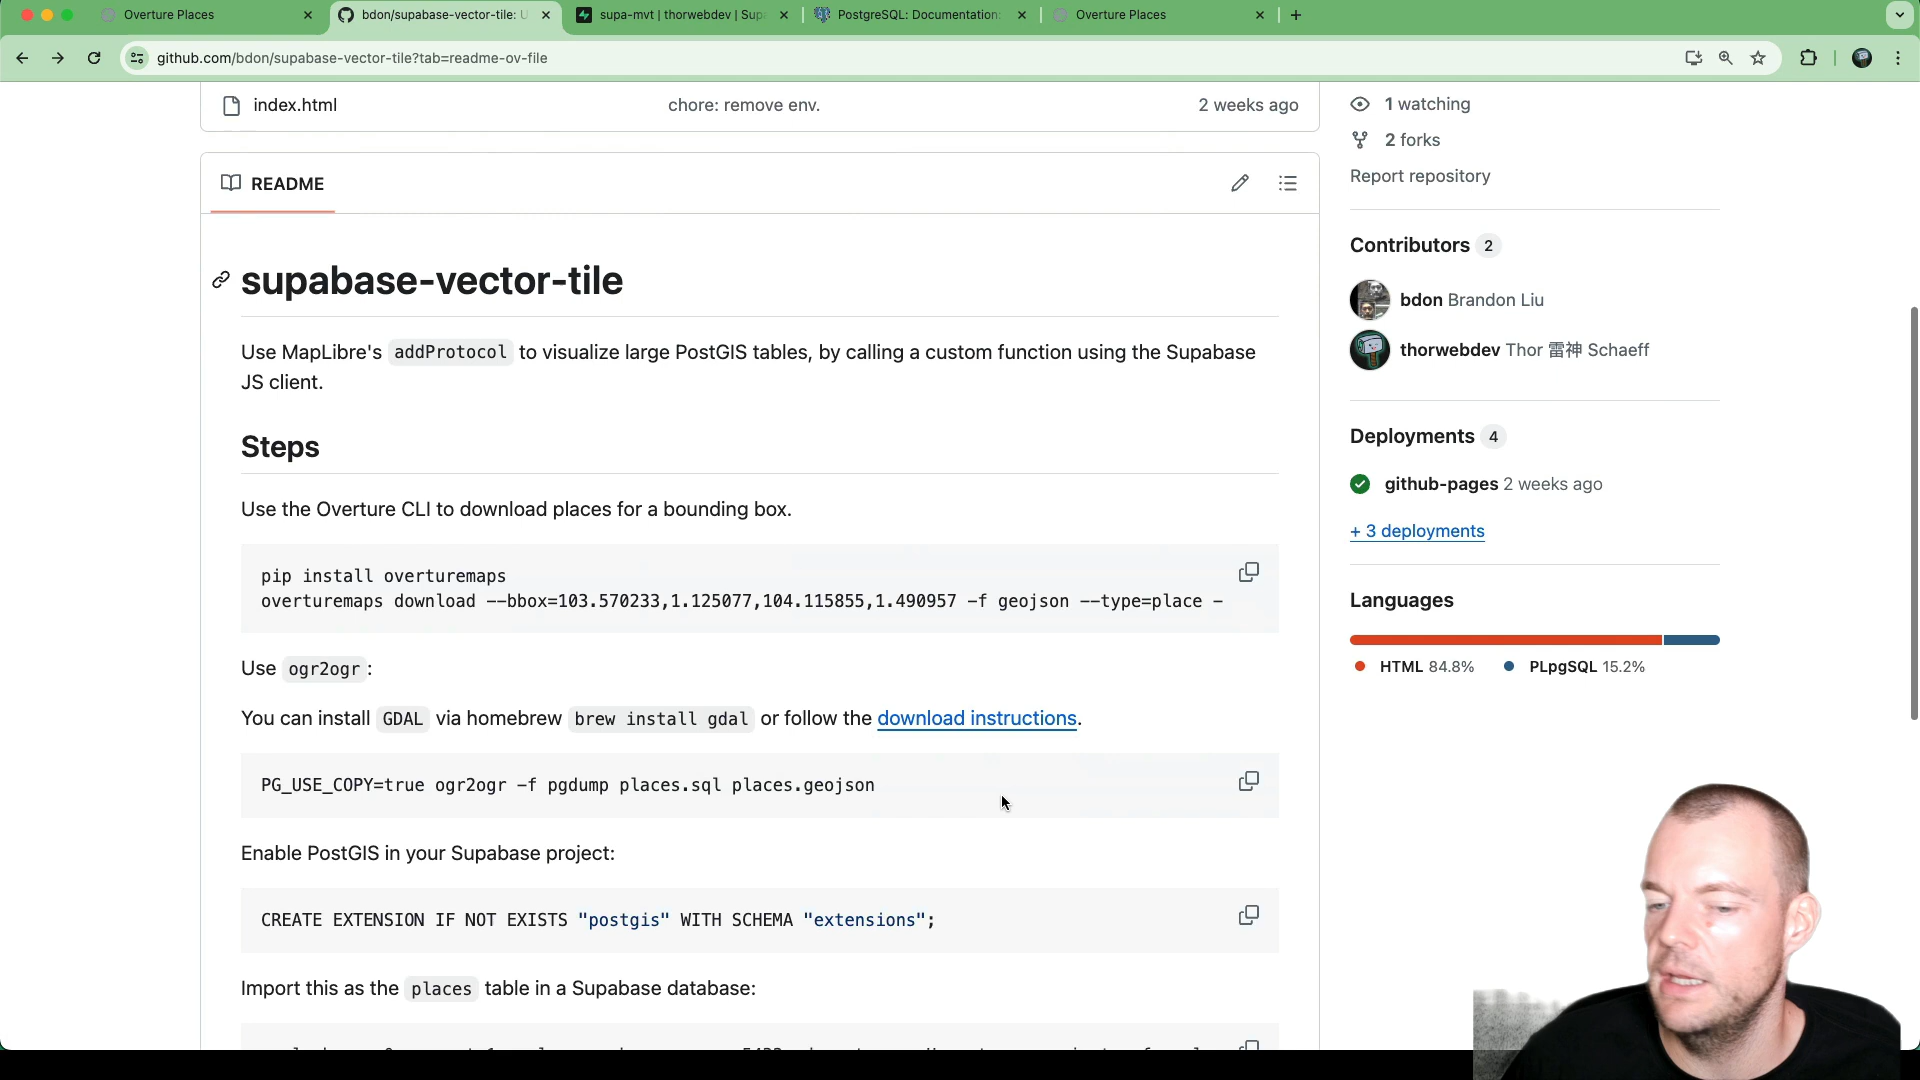 Overture Places
bdon/supabase-vector-tile: U
supa-mvt | thorwebdev | Supa
PostgreSQL: Documentation:
Overture Places
github.com/bdon/supabase-vector-tile?tab=readme-ov-file
index.html
chore: remove env.
2 weeks ago
README
supabase-vector-tile
Use MapLibre's addProtocol to visualize large PostGIS tables, by calling a custom function using the Supabase
JS client.
Steps
Use the Overture CLI to download places for a bounding box.
pip install overturemaps
overturemaps download --bbox=103.570233,1.125077,104.115855,1.490957 -f geojson --type=place -
Use ogr2ogr:
You can install GDAL via homebrew brew install gdal or follow the download instructions.
PG_USE_COPY=true ogr2ogr -f pgdump places.sql places.geojson
Enable PostGIS in your Supabase project:
CREATE EXTENSION IF NOT EXISTS "postgis" WITH SCHEMA "extensions";
Import this as the places table in a Supabase database:
1 watching
2 forks
Report repository
Contributors 2
bdon Brandon Liu
thorwebdev Thor 雷神 Schaeff
Deployments 4
github-pages 2 weeks ago
+ 3 deployments
Languages
HTML 84.8%
PLpgSQL 15.2%